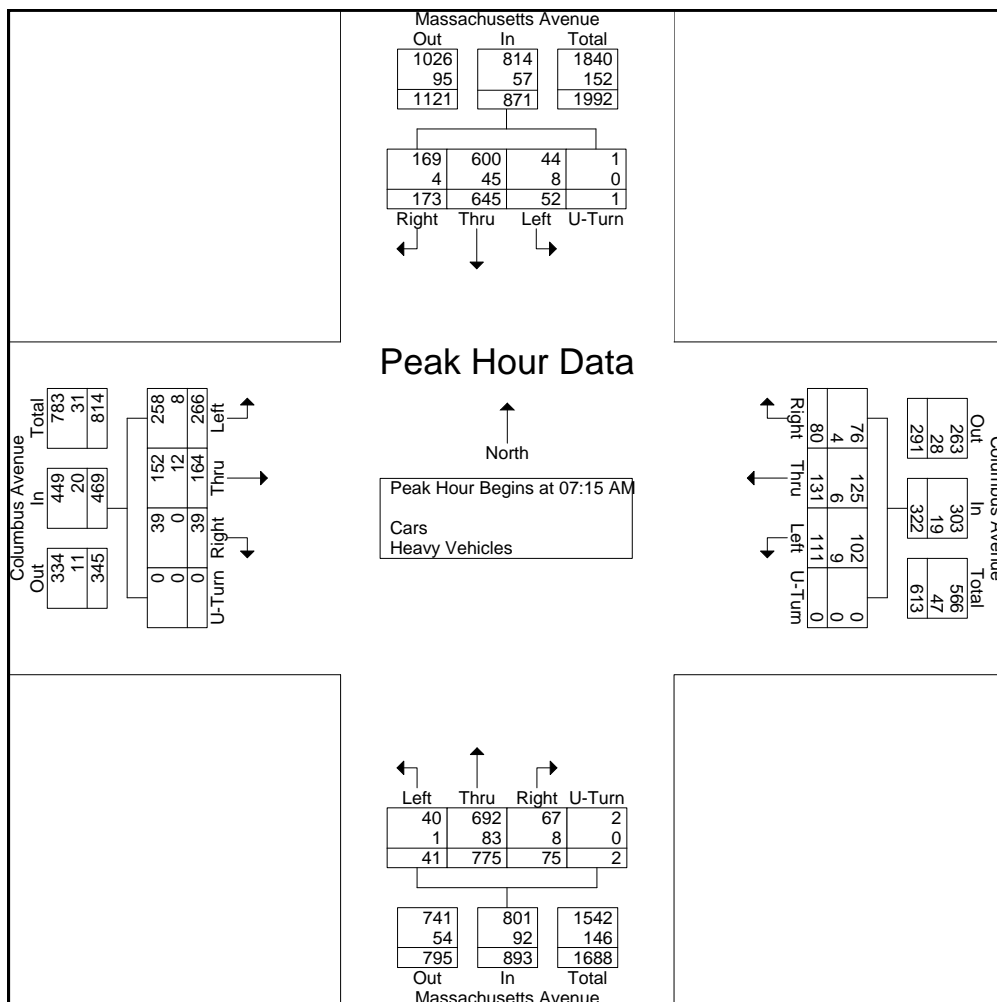 Massachusetts Avenue
Out In Total
1026 814 1840
95 57 152
1121 871 1992
169 600 44 1
4 45 8 0
173 645 52 1
Right Thru Left U-Turn
Peak Hour Data
North
Peak Hour Begins at 07:15 AM
Cars
Heavy Vehicles
Columbus Avenue
Out In Total
334 449 783
11 20 31
345 469 814
0 39 152 258
0 0 12 8
0 39 164 266
U-Turn Right Thru Left
Columbus Avenue
Out In Total
263 303 566
28 19 47
291 322 613
76 125 102 0
4 6 9 0
80 131 111 0
Right Thru Left U-Turn
Left Thru Right U-Turn
40 692 67 2
1 83 8 0
41 775 75 2
741 801 1542
54 92 146
795 893 1688
Out In Total
Massachusetts Avenue